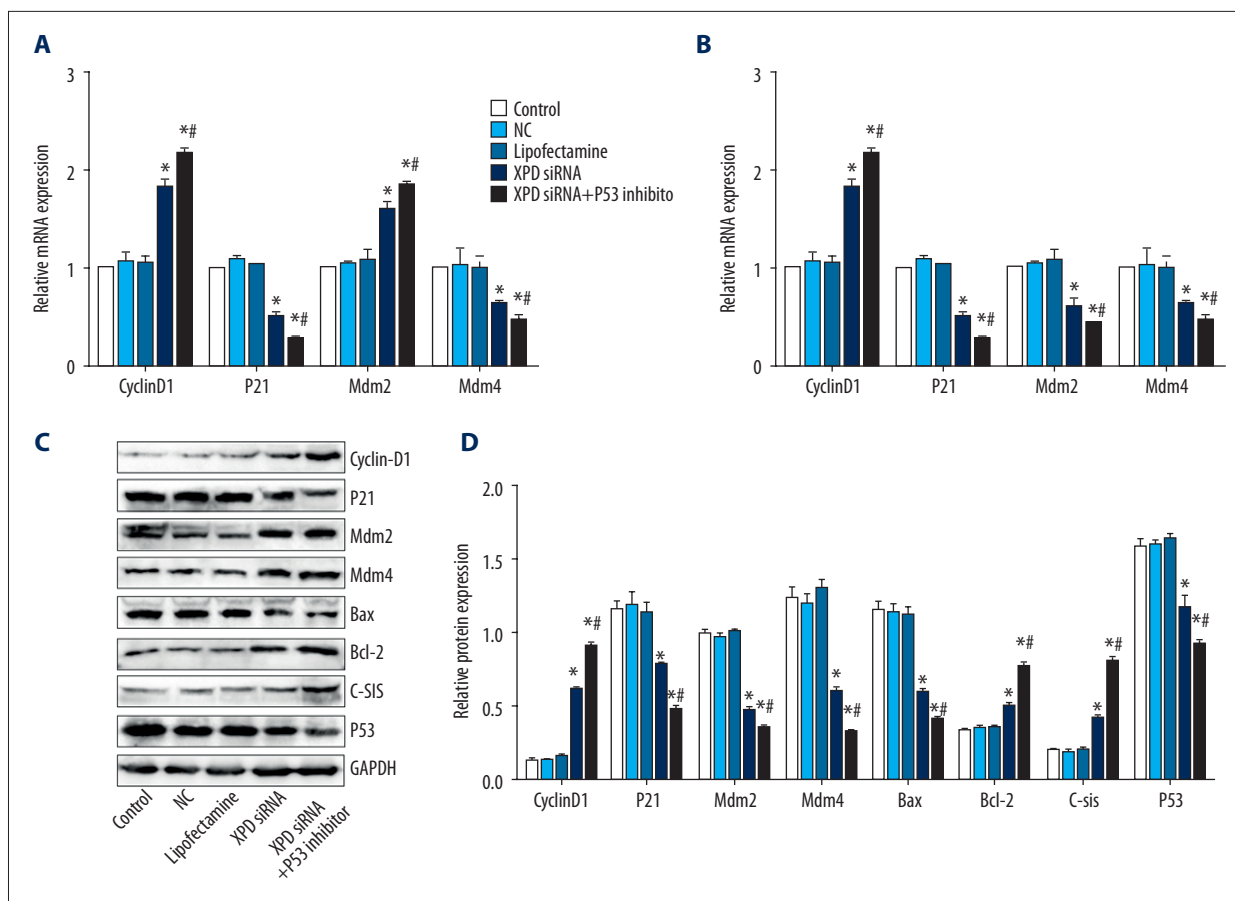 A
3
2
1
0
Relative mRNA expression
*
*#
*
*#
*
*#
*
*#
CyclinD1
P21
Mdm2
Mdm4
Control
NC
Lipofectamine
XPD siRNA
XPD siRNA+P53 inhibito
B
3
2
1
0
Relative mRNA expression
*
*#
*
*#
*
*#
*
*#
CyclinD1
P21
Mdm2
Mdm4
C
Cyclin-D1
P21
Mdm2
Mdm4
Bax
Bcl-2
C-SIS
P53
GAPDH
Control
NC
Lipofectamine
XPD siRNA
XPD siRNA
+P53 inhibitor
D
2.0
1.5
1.0
0.5
0.0
Relative protein expression
*
*#
*
*#
*
*#
*
*#
*
*#
*
*#
*
*#
*
*#
CyclinD1
P21
Mdm2
Mdm4
Bax
Bcl-2
C-sis
P53